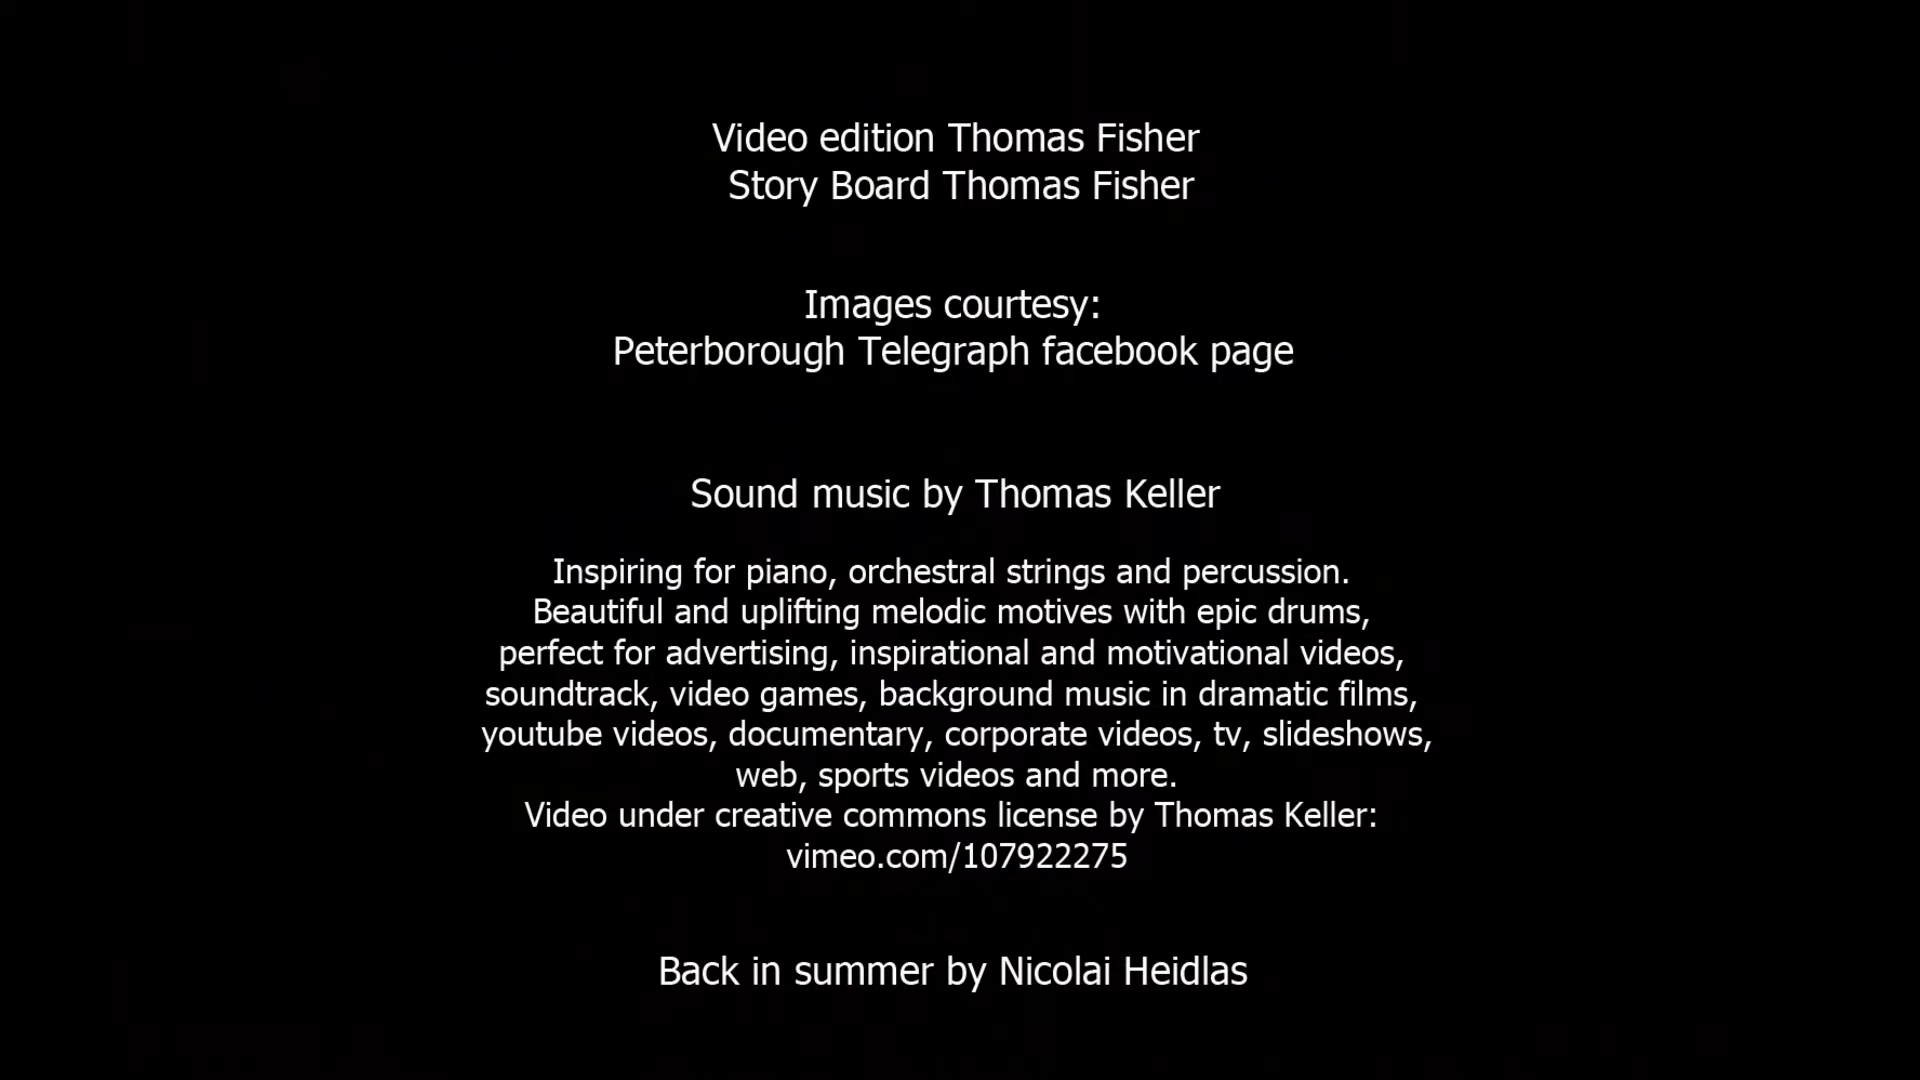 Video edition Thomas Fisher
Story Board Thomas Fisher
Images courtesy:
Peterborough Telegraph facebook page
Sound music by Thomas Keller
Inspiring for piano, orchestral strings and percussion.
Beautiful and uplifting melodic motives with epic drums,
perfect for advertising, inspirational and motivational videos,
soundtrack, video games, background music in dramatic films,
youtube videos, documentary, corporate videos, tv, slideshows,
web, sports videos and more.
Video under creative commons license by Thomas Keller:
vimeo.com/107922275
Back in summer by Nicolai Heidlas